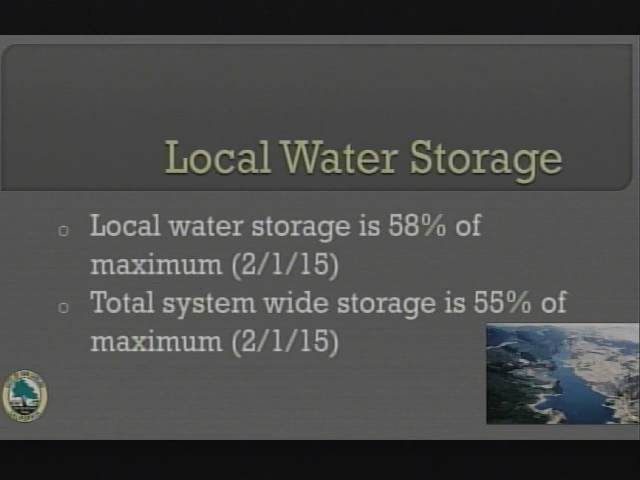 Local Water Storage
Local water storage is 58% of
maximum (2/1/15)
Total system wide storage is 55% of
maximum (2/1/15)